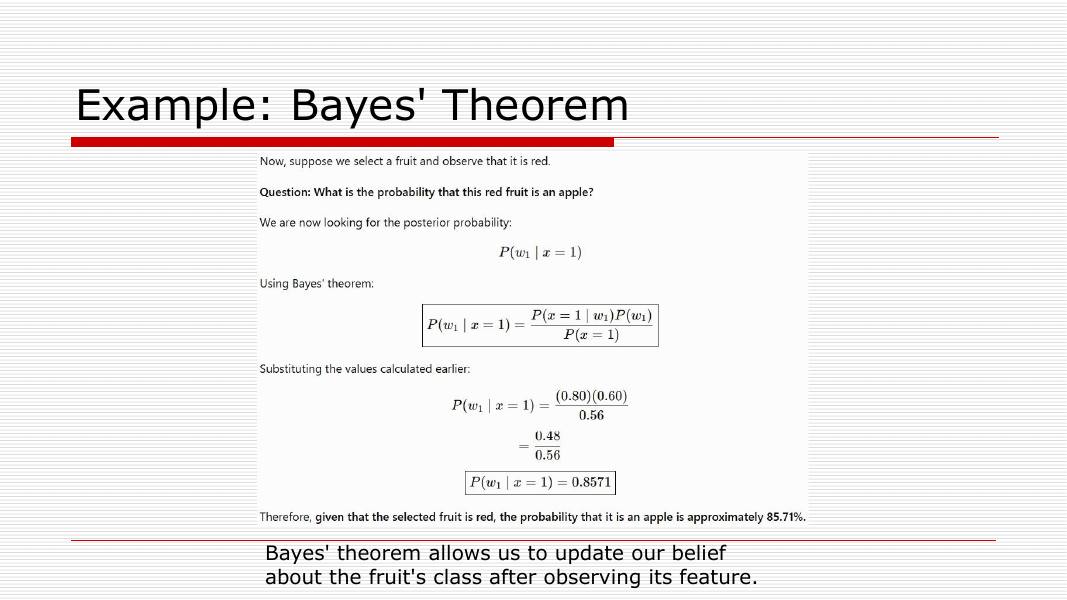 Example: Bayes' Theorem
Now, suppose we select a fruit and observe that it is red.
Question: What is the probability that this red fruit is an apple?
We are now looking for the posterior probability:
P(w₁ | x = 1)
Using Bayes' theorem:
P(w₁ | x = 1) = P(x = 1 | w₁)P(w₁) / P(x = 1)
Substituting the values calculated earlier:
P(w₁ | x = 1) = (0.80)(0.60) / 0.56
= 0.48 / 0.56
P(w₁ | x = 1) = 0.8571
Therefore, given that the selected fruit is red, the probability that it is an apple is approximately 85.71%.
Bayes' theorem allows us to update our belief
about the fruit's class after observing its feature.